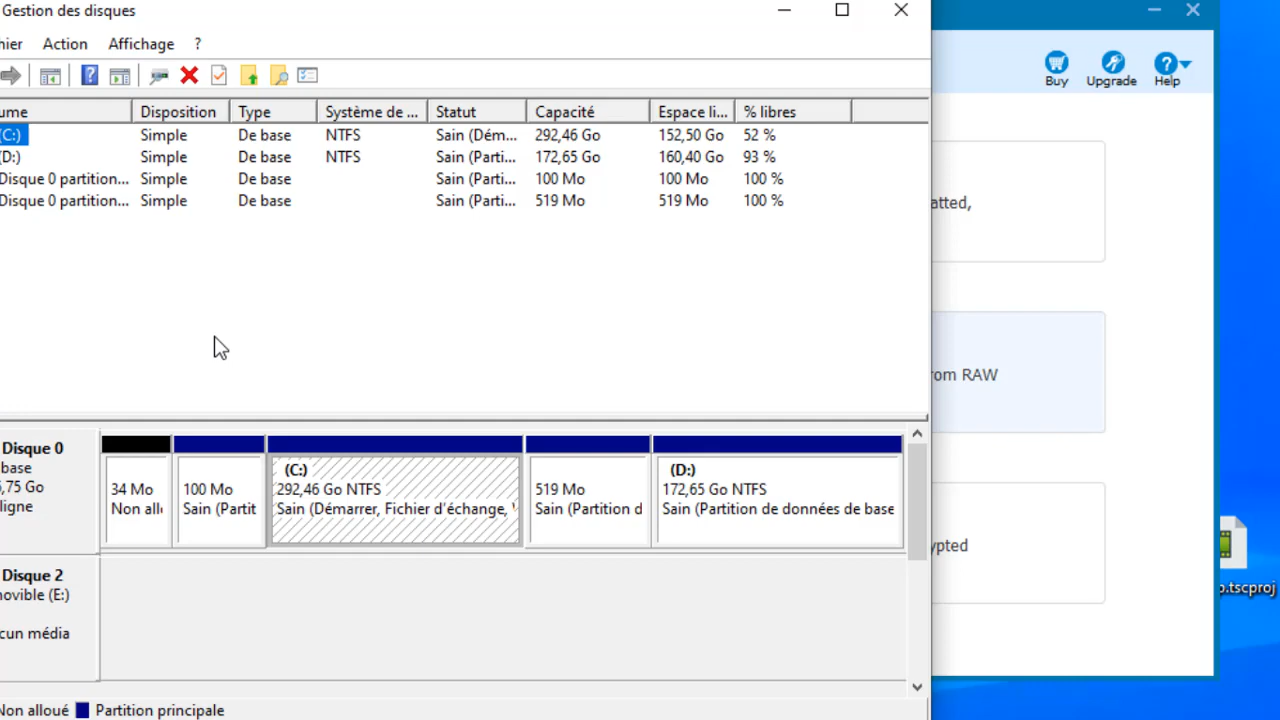 Gestion des disques
hier Action Affichage ?
ume Disposition Type Système de ... Statut Capacité Espace li... % libres
(C:) Simple De base NTFS Sain (Dém... 292,46 Go 152,50 Go 52 %
(D:) Simple De base NTFS Sain (Parti... 172,65 Go 160,40 Go 93 %
Disque 0 partition... Simple De base Sain (Parti... 100 Mo 100 Mo 100 %
Disque 0 partition... Simple De base Sain (Parti... 519 Mo 519 Mo 100 %
Disque 0
base
,75 Go
ligne
34 Mo
Non allo
100 Mo
Sain (Partit
(C:)
292,46 Go NTFS
Sain (Démarrer, Fichier d'échange,
519 Mo
Sain (Partition d
(D:)
172,65 Go NTFS
Sain (Partition de données de base
Disque 2
movible (E:)
cun média
Non alloué Partition principale
Buy Upgrade Help
atted,
rom RAW
ypted
p.tscproj